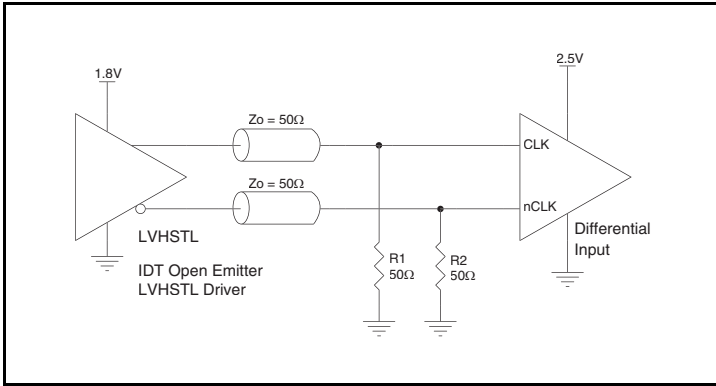 1.8V
2.5V
Zo = 50Ω
CLK
Zo = 50Ω
nCLK
LVHSTL
Differential
Input
IDT Open Emitter
LVHSTL Driver
R1
50Ω
R2
50Ω